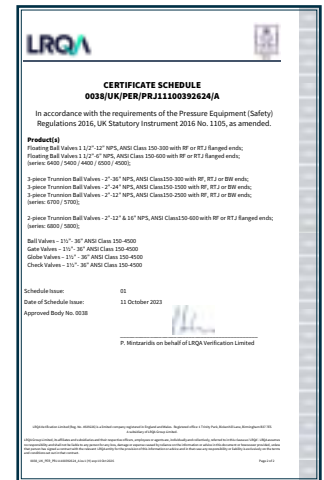 LRQA
CERTIFICATE SCHEDULE
0038/UK/PER/PRJ11100392624/A
In accordance with the requirements of the Pressure Equipment (Safety)
Regulations 2016, UK Statutory Instrument 2016 No. 1105, as amended.
Product(s)
Floating Ball Valves 1 1/2"-12" NPS, ANSI Class 150-300 with RF or RTJ flanged ends;
Floating Ball Valves 1 1/2"-6" NPS, ANSI Class 150-600 with RF or RTJ flanged ends;
(series: 6400 / 5400 / 4400 / 6500 / 4500);
3-piece Trunnion Ball Valves - 2"-36" NPS, ANSI Class150-300 with RF, RTJ or BW ends;
3-piece Trunnion Ball Valves - 2"-24" NPS, ANSI Class150-1500 with RF, RTJ or BW ends;
3-piece Trunnion Ball Valves - 2"-12" NPS, ANSI Class150-2500 with RF, RTJ or BW ends;
(series: 6700 / 5700);
2-piece Trunnion Ball Valves - 2"-12" & 16" NPS, ANSI Class150-600 with RF or RTJ flanged ends;
(series: 6800 / 5800);
Ball Valves – 1½"- 36" ANSI Class 150-4500
Gate Valves – 1½"- 36" ANSI Class 150-4500
Globe Valves – 1½"- 36" ANSI Class 150-4500
Check Valves – 1½"- 36" ANSI Class 150-4500
Schedule Issue: 01
Date of Schedule Issue: 11 October 2023
Approved Body No. 0038
P. Mintzaridis on behalf of LRQA Verification Limited